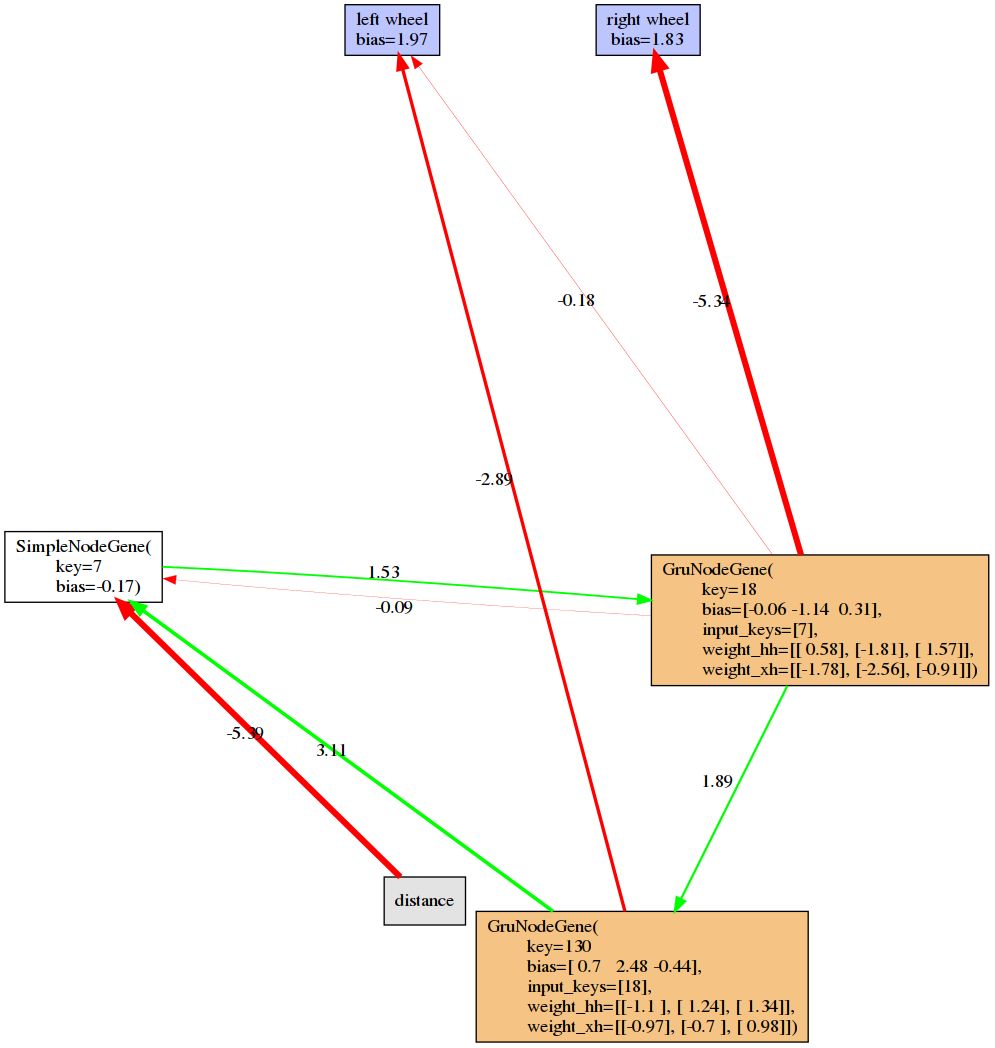 left wheel
bias=1.97
right wheel
bias=1.83
-0.18
-5.34
-2.89
SimpleNodeGene(
key=7
bias=-0.17)
1.53
-0.09
GruNodeGene(
key=18
bias=[-0.06 -1.14  0.31],
input_keys=[7],
weight_hh=[[ 0.58], [-1.81], [ 1.57]],
weight_xh=[[-1.78], [-2.56], [-0.91]])
-5.39
3.11
1.89
distance
GruNodeGene(
key=130
bias=[ 0.7   2.48 -0.44],
input_keys=[18],
weight_hh=[[-1.1 ], [ 1.24], [ 1.34]],
weight_xh=[[-0.97], [-0.7 ], [ 0.98]])